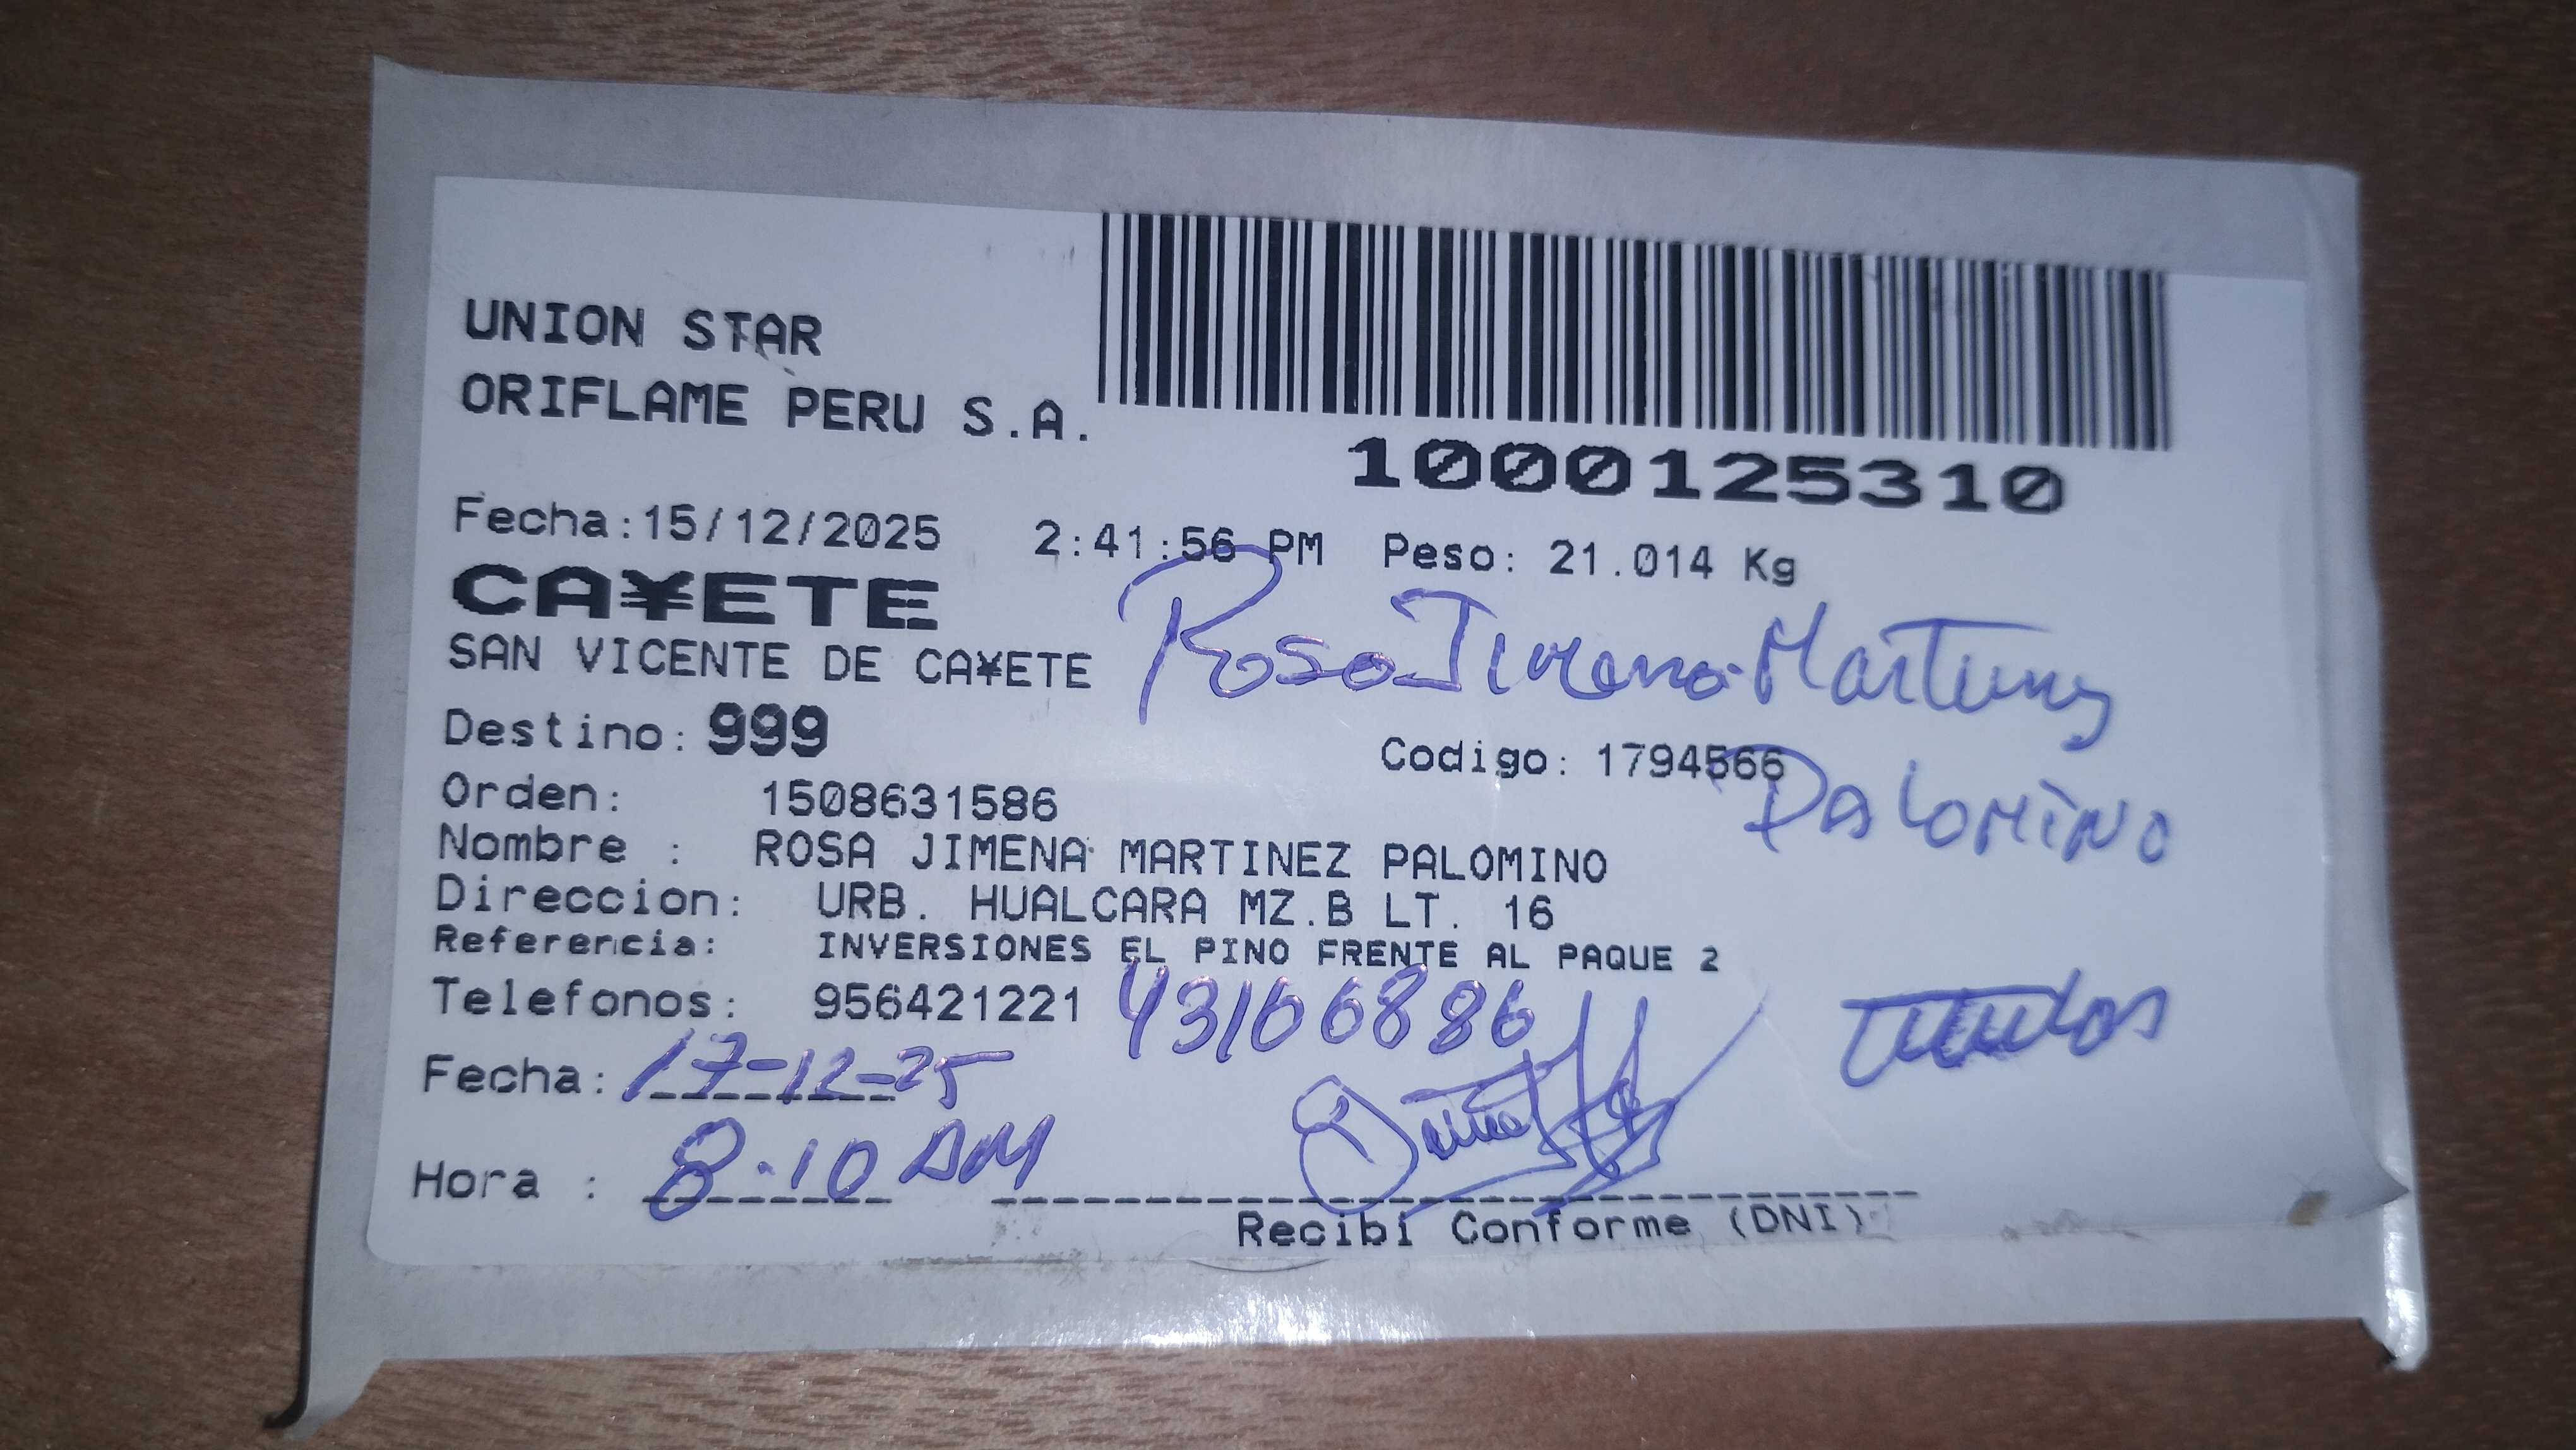 UNION STAR
ORIFLAME PERU S.A.
1000125310
Fecha:15/12/2025 2:41:56 PM Peso: 21.014 Kg
CA¥ETE
SAN VICENTE DE CA¥ETE
Rosa Jimena Martinez
Palomino
Destino: 999 Codigo: 1794566
Orden: 1508631586
Nombre : ROSA JIMENA MARTINEZ PALOMINO
Direccion: URB. HUALCARA MZ.B LT. 16
Referencia: INVERSIONES EL PINO FRENTE AL PAQUE 2
Telefonos: 956421221 43166886
Fecha: 17-12-25
Hora : 8:10 AM
Recibí Conforme (DNI)